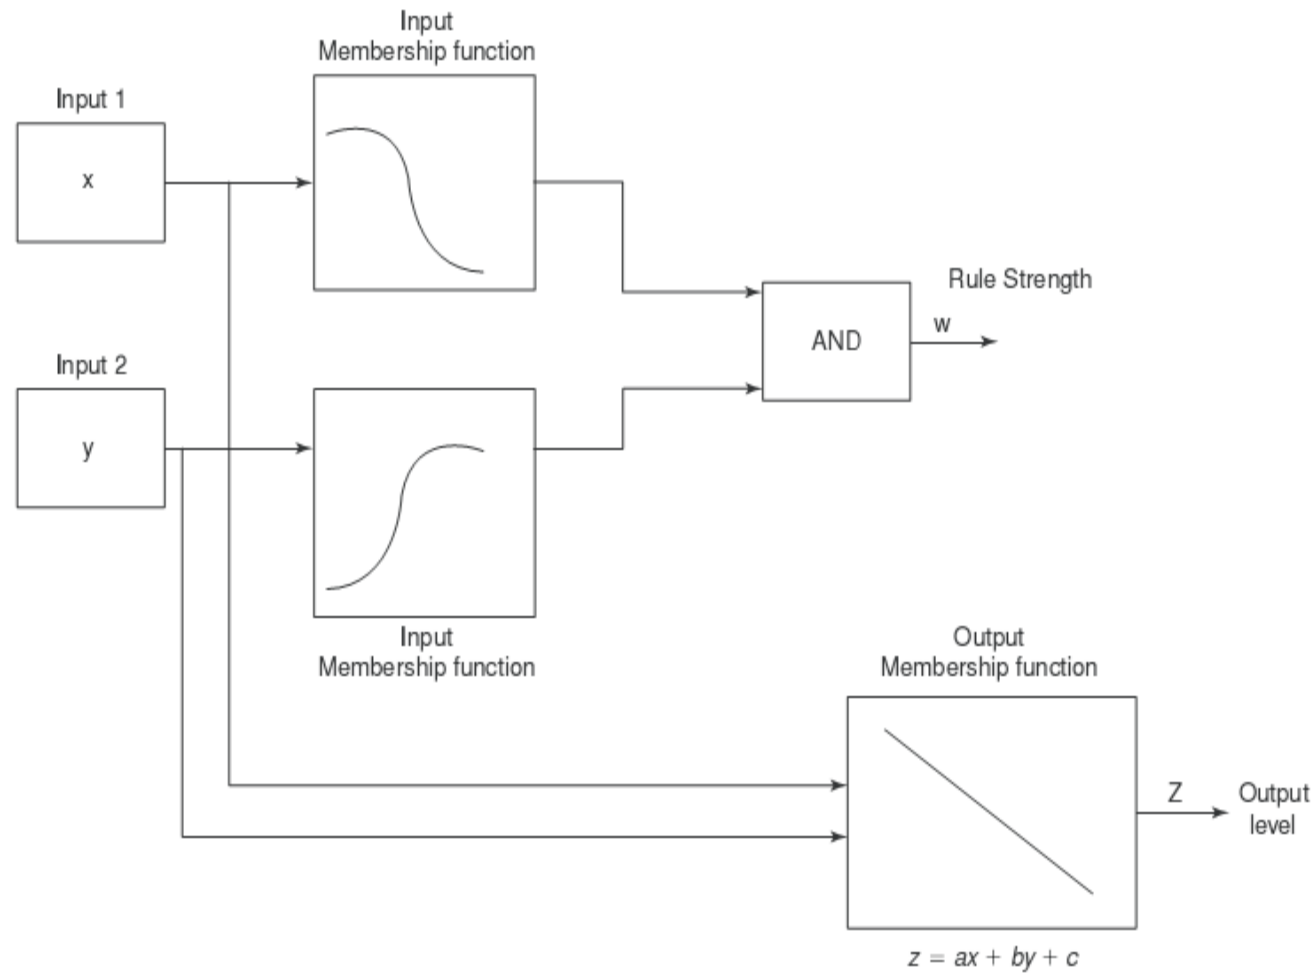 Input
Membership function
Input 1
x
Rule Strength
AND
w
Input 2
y
Input
Membership function
Output
Membership function
Z
Output
level
z = ax + by + c